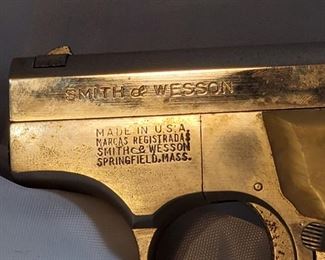 SMITH & WESSON
MADE IN U.S.A.
MARCAS REGISTRADAS
SMITH & WESSON
SPRINGFIELD, MASS.